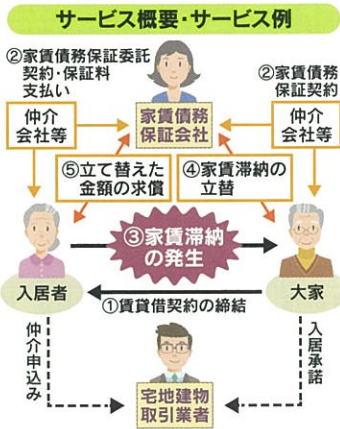 サービス概要・サービス例
②家賃債務保証委託
契約・保証料
支払い
②家賃債務
保証契約
家賃債務
保証会社
仲介
会社等
仲介
会社等
⑤立て替えた
金額の求償
④家賃滞納の
立替
③家賃滞納
の発生
入居者
大家
①賃貸借契約の締結
仲介申込み
入居承諾
宅地建物
取引業者